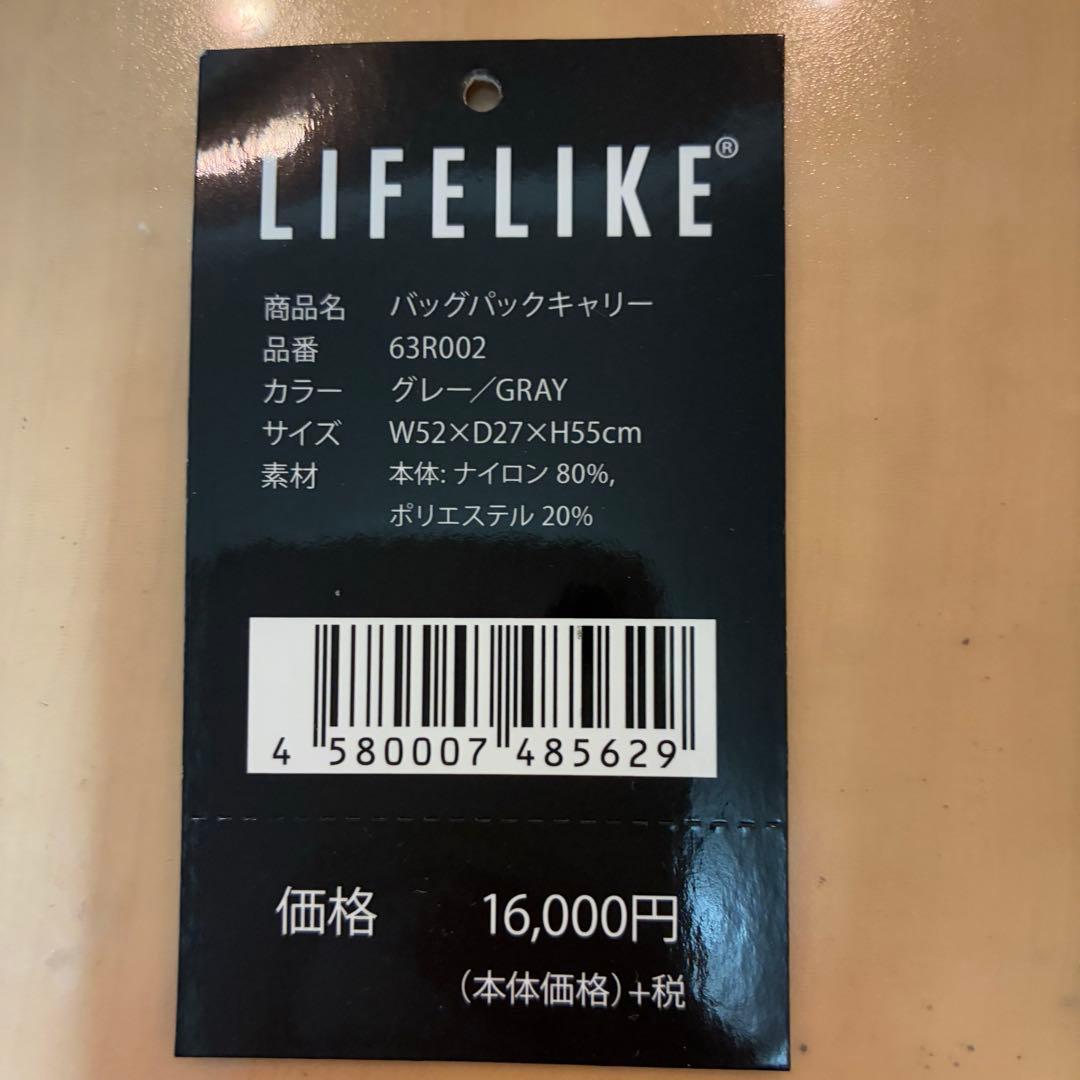 LIFELIKE®
商品名 バッグパックキャリー
品番 63R002
カラー グレー／GRAY
サイズ W52×D27×H55cm
素材 本体: ナイロン 80%,
ポリエステル 20%
4 580007 485629
価格 16,000円
（本体価格）+税